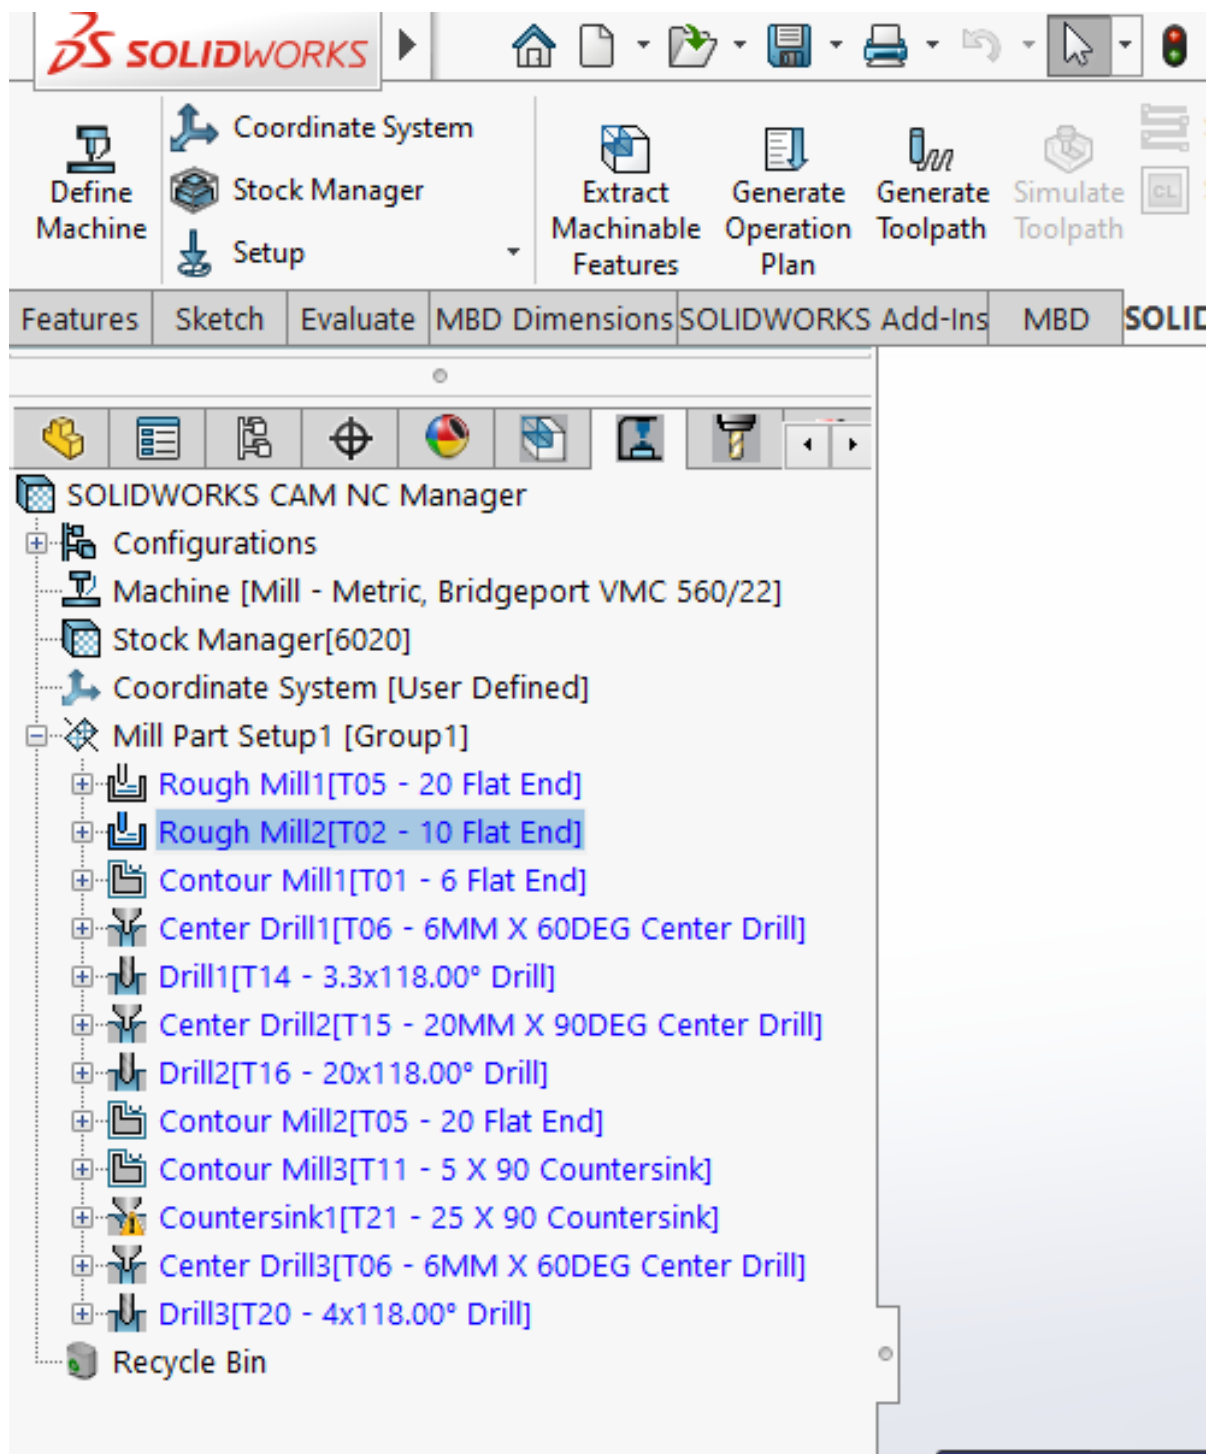 SOLIDWORKS
Define Machine
Coordinate System
Stock Manager
Setup
Extract Machinable Features
Generate Operation Plan
Generate Toolpath
Simulate Toolpath
CL
Features Sketch Evaluate MBD Dimensions SOLIDWORKS Add-Ins MBD
SOLIDWORKS CAM NC Manager
Configurations
Machine [Mill - Metric, Bridgeport VMC 560/22]
Stock Manager[6020]
Coordinate System [User Defined]
Mill Part Setup1 [Group1]
Rough Mill1[T05 - 20 Flat End]
Rough Mill2[T02 - 10 Flat End]
Contour Mill1[T01 - 6 Flat End]
Center Drill1[T06 - 6MM X 60DEG Center Drill]
Drill1[T14 - 3.3x118.00° Drill]
Center Drill2[T15 - 20MM X 90DEG Center Drill]
Drill2[T16 - 20x118.00° Drill]
Contour Mill2[T05 - 20 Flat End]
Contour Mill3[T11 - 5 X 90 Countersink]
Countersink1[T21 - 25 X 90 Countersink]
Center Drill3[T06 - 6MM X 60DEG Center Drill]
Drill3[T20 - 4x118.00° Drill]
Recycle Bin